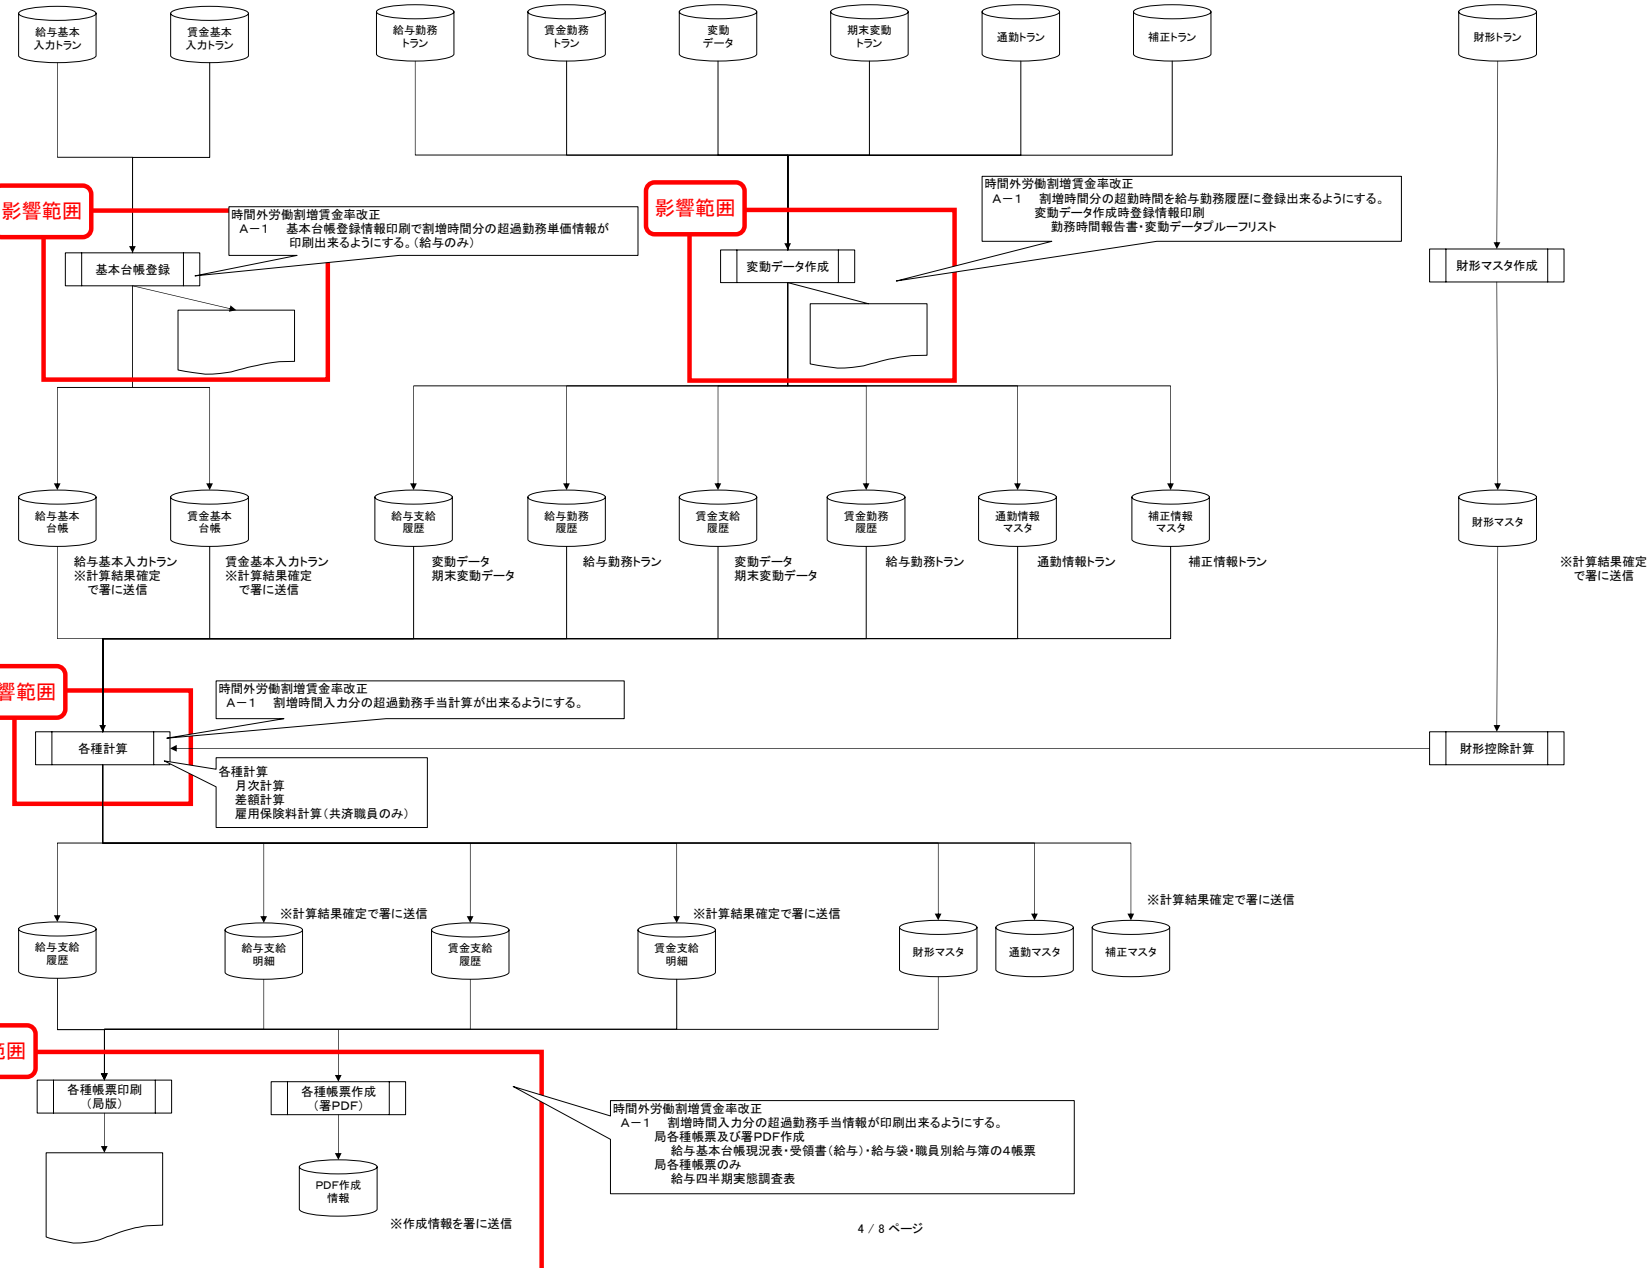 給与基本
入力トラン
賃金基本
入力トラン
給与勤務
トラン
賃金勤務
トラン
変動
データ
期末変動
トラン
通勤トラン
補正トラン
財形トラン
影響範囲
時間外労働割増賃金率改正
A－1　基本台帳登録情報印刷で割増時間分の超過勤務単価情報が
印刷出来るようにする。（給与のみ）
基本台帳登録
影響範囲
時間外労働割増賃金率改正
A－1　割増時間分の超勤時間を給与勤務履歴に登録出来るようにする。
変動データ作成時登録情報印刷
勤務時間報告書・変動データプルーフリスト
変動データ作成
財形マスタ作成
給与基本
台帳
賃金基本
台帳
給与支給
履歴
給与勤務
履歴
賃金支給
履歴
賃金勤務
履歴
通勤情報
マスタ
補正情報
マスタ
財形マスタ
給与基本入力トラン
※計算結果確定
で署に送信
賃金基本入力トラン
※計算結果確定
で署に送信
変動データ
期末変動データ
給与勤務トラン
変動データ
期末変動データ
給与勤務トラン
通勤情報トラン
補正情報トラン
※計算結果確定
で署に送信
響範囲
時間外労働割増賃金率改正
A－1　割増時間入力分の超過勤務手当計算が出来るようにする。
各種計算
財形控除計算
各種計算
月次計算
差額計算
雇用保険料計算（共済職員のみ）
※計算結果確定で署に送信
※計算結果確定で署に送信
※計算結果確定で署に送信
給与支給
履歴
給与支給
明細
賃金支給
履歴
賃金支給
明細
財形マスタ
通勤マスタ
補正マスタ
範囲
各種帳票印刷
（局版）
各種帳票作成
（署PDF）
時間外労働割増賃金率改正
A－1　割増時間入力分の超過勤務手当情報が印刷出来るようにする。
局各種帳票及び署PDF作成
給与基本台帳現況表・受領書（給与）・給与袋・職員別給与簿の4帳票
局各種帳票のみ
給与四半期実態調査表
PDF作成
情報
※作成情報を署に送信
4 / 8 ページ